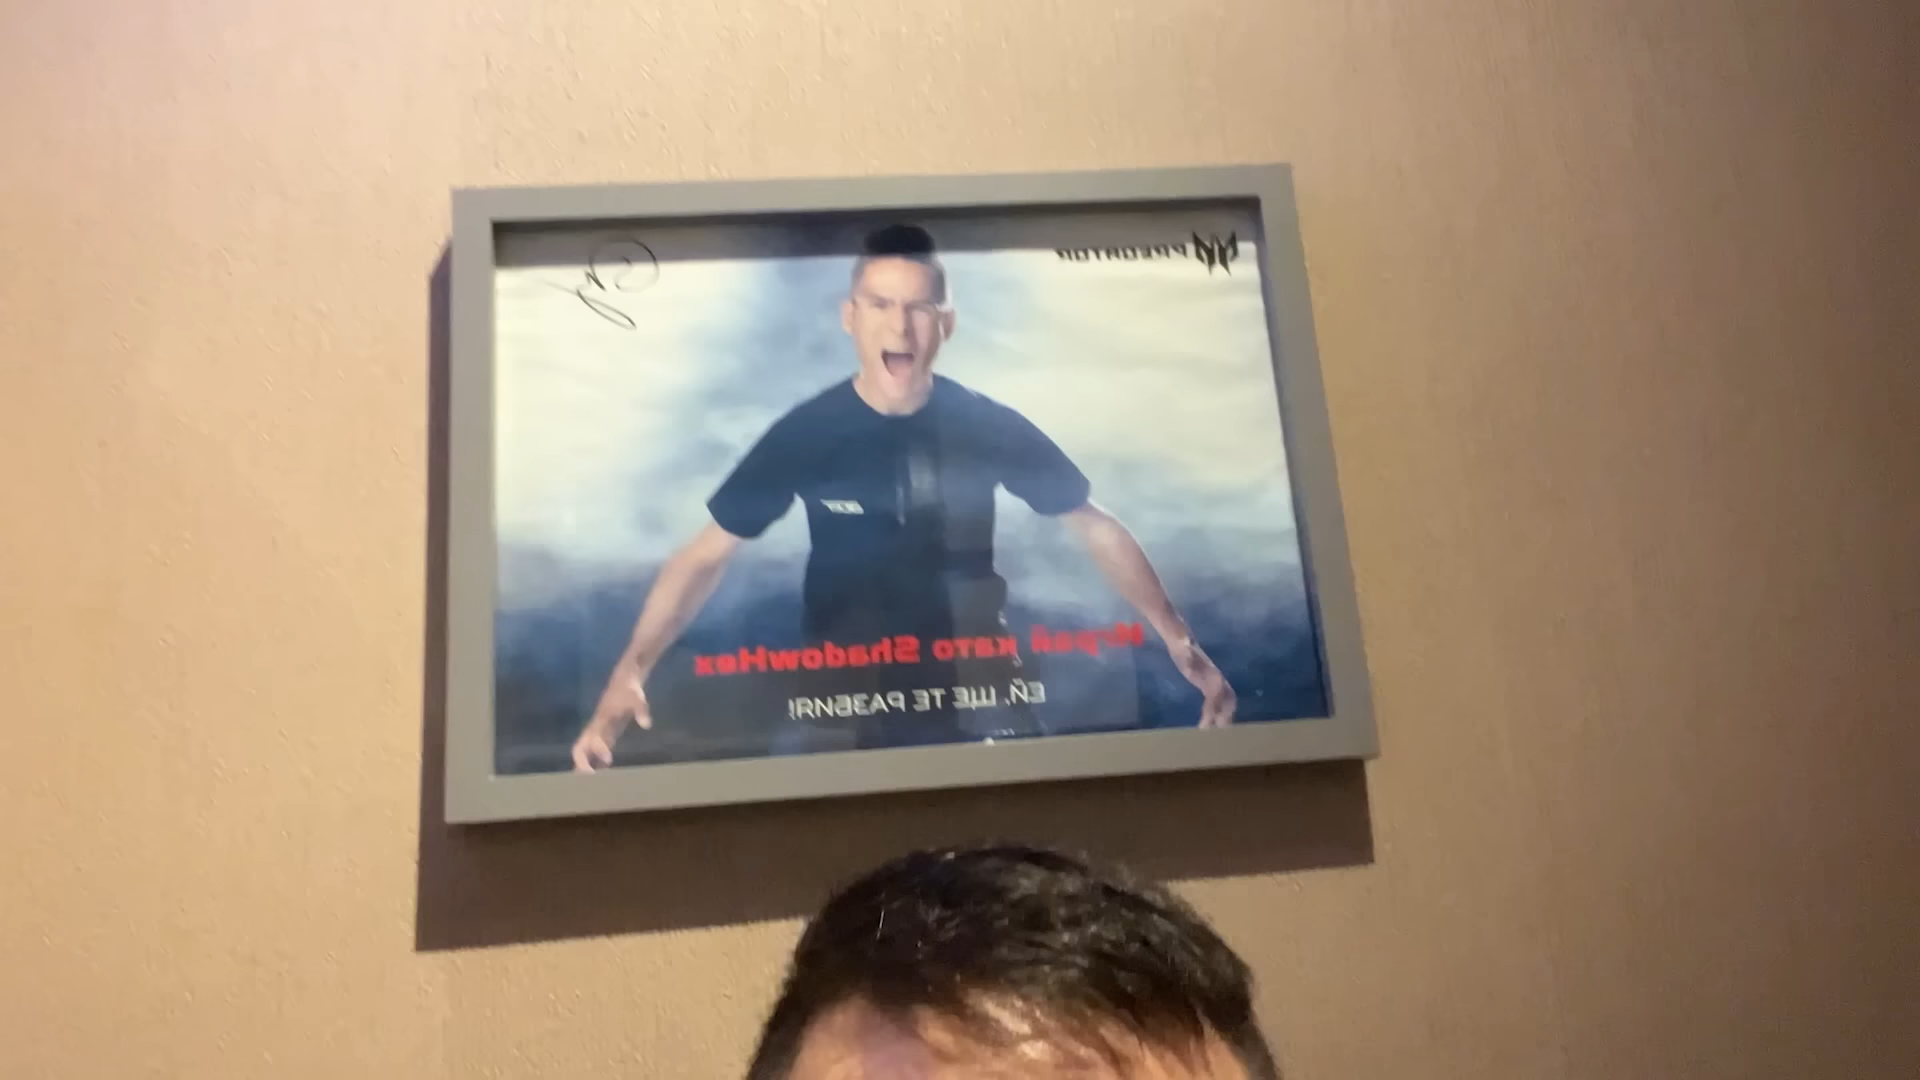 PREDATOR
Играй като ShadowHex
ЕЙ, ЩЕ ТЕ РАЗБИЯ!